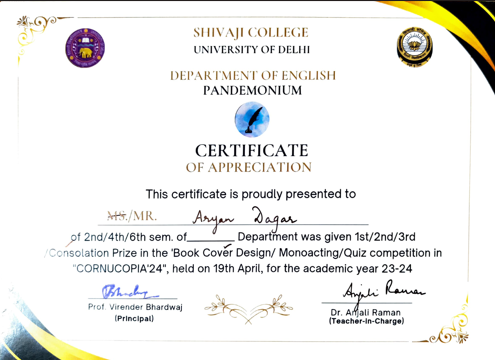 SHIVAJI COLLEGE
UNIVERSITY OF DELHI
DEPARTMENT OF ENGLISH
PANDEMONIUM
CERTIFICATE
OF APPRECIATION
This certificate is proudly presented to
MS./MR. Aryan Dagar
of 2nd/4th/6th sem. of_______ Department was given 1st/2nd/3rd
/Consolation Prize in the 'Book Cover Design/ Monoacting/Quiz competition in
"CORNUCOPIA'24", held on 19th April, for the academic year 23-24
Anjali Raman
Prof. Virender Bhardwaj
(Principal)
Dr. Anjali Raman
(Teacher-in-Charge)